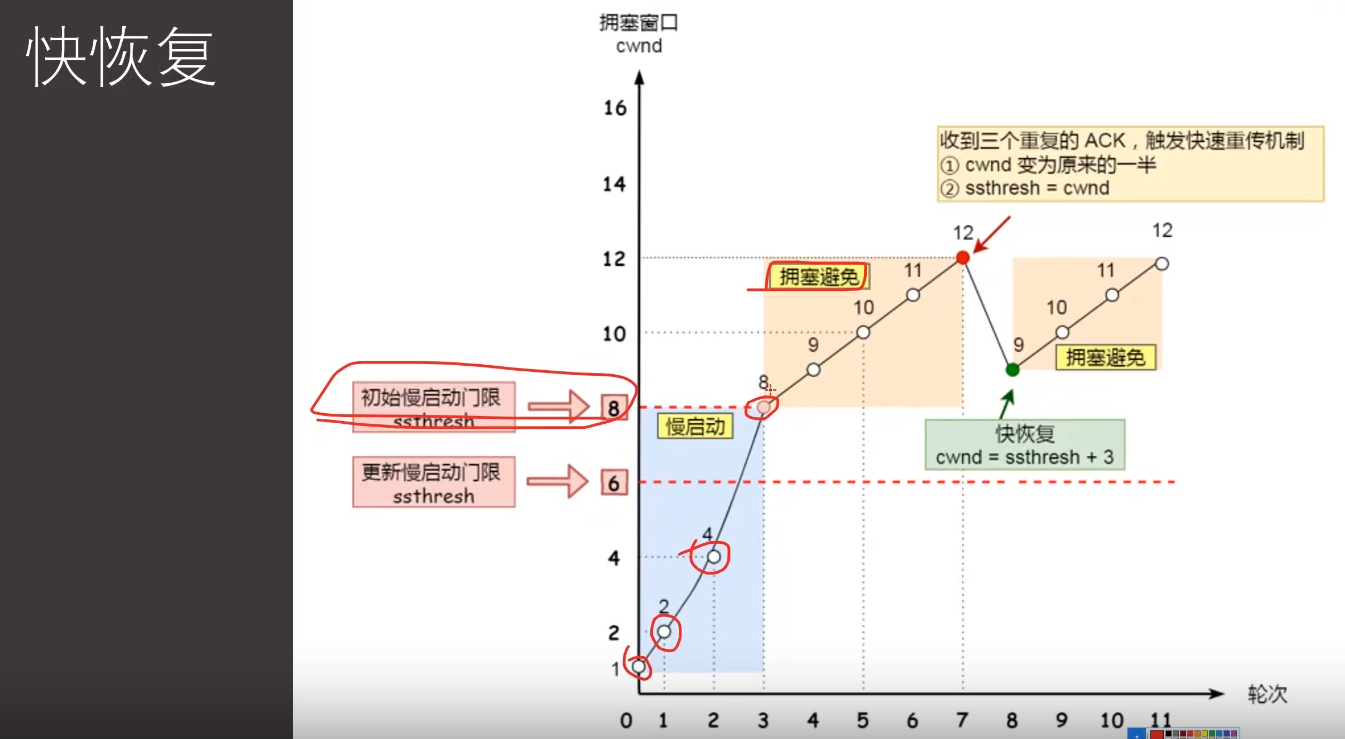 快恢复
拥塞窗口
cwnd
16
14
12
10
8
6
4
2
1
收到三个重复的 ACK，触发快速重传机制
① cwnd 变为原来的一半
② ssthresh = cwnd
12
12
拥塞避免
11
11
10
10
9
9
拥塞避免
初始慢启动门限
ssthresh
8
慢启动
快恢复
cwnd = ssthresh + 3
更新慢启动门限
ssthresh
4
2
轮次
0 1 2 3 4 5 6 7 8 9 10 11